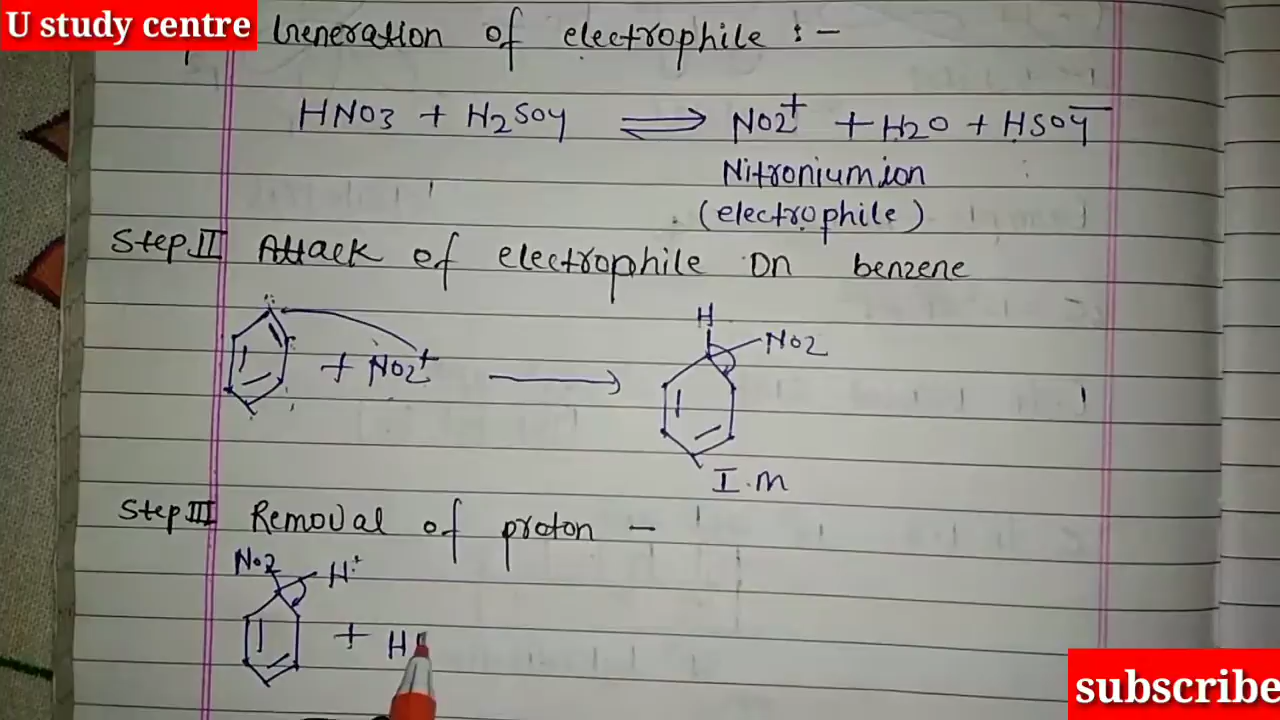 U study centre
Generation of electrophile :-
HNO3 + H2SO4 ⇌ NO2+ + H2O + HSO4-
Nitronium ion
(electrophile)
Step II Attack of electrophile on benzene
+ NO2+ →
H
NO2
I.m
Step III Removal of proton -
NO2 H+
+ H
subscribe